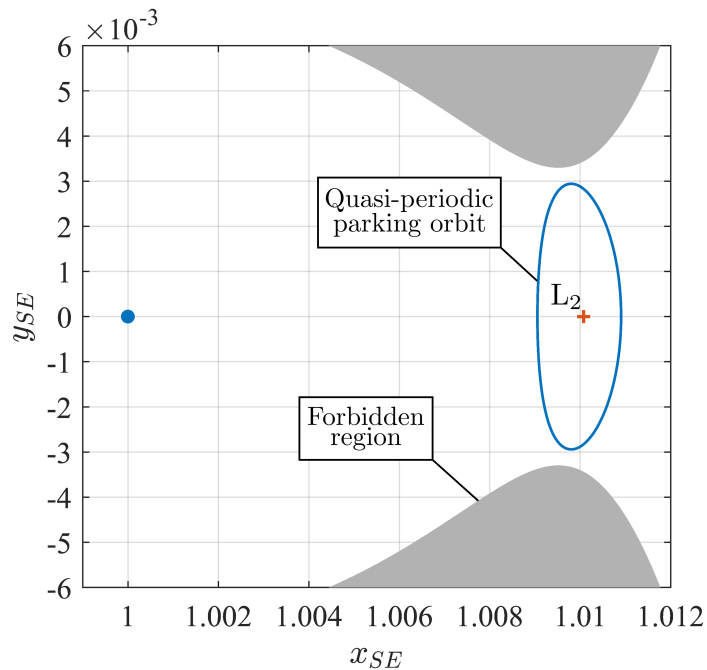 ×10⁻³
6
5
4
3
2
1
0
-1
-2
-3
-4
-5
-6
y_SE
Quasi-periodic
parking orbit
L₂
Forbidden
region
1 1.002 1.004 1.006 1.008 1.01 1.012
x_SE